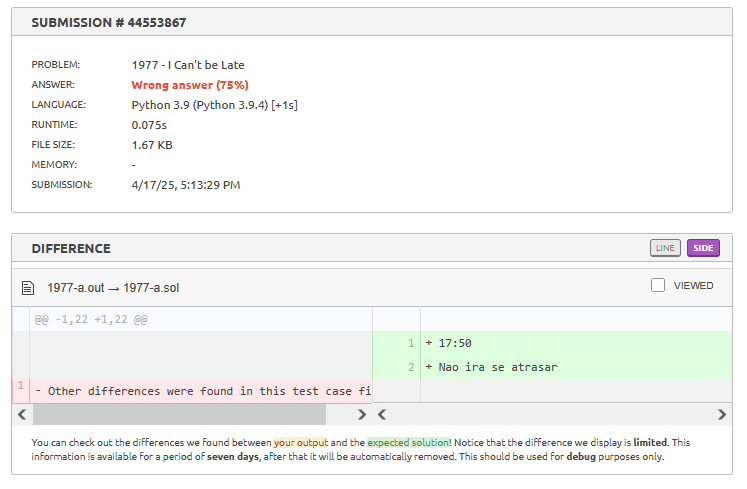 SUBMISSION # 44553867
PROBLEM: 1977 - I Can't be Late
ANSWER: Wrong answer (75%)
LANGUAGE: Python 3.9 (Python 3.9.4) [+1s]
RUNTIME: 0.075s
FILE SIZE: 1.67 KB
MEMORY: -
SUBMISSION: 4/17/25, 5:13:29 PM
DIFFERENCE LINE SIDE
1977-a.out → 1977-a.sol VIEWED
@@ -1,22 +1,22 @@
1 + 17:50
2 + Nao ira se atrasar
1 - Other differences were found in this test case fi
You can check out the differences we found between your output and the expected solution! Notice that the difference we display is limited. This
information is available for a period of seven days, after that it will be automatically removed. This should be used for debug purposes only.